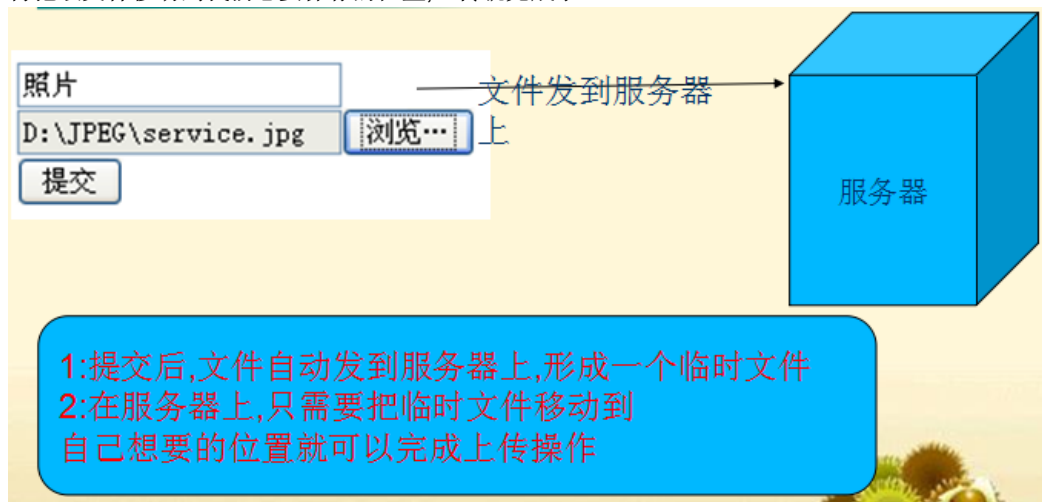 照片
文件发到服务器
D:\JPEG\service.jpg
浏览…
上
提交
服务器
1:提交后,文件自动发到服务器上,形成一个临时文件
2:在服务器上,只需要把临时文件移动到
自己想要的位置就可以完成上传操作